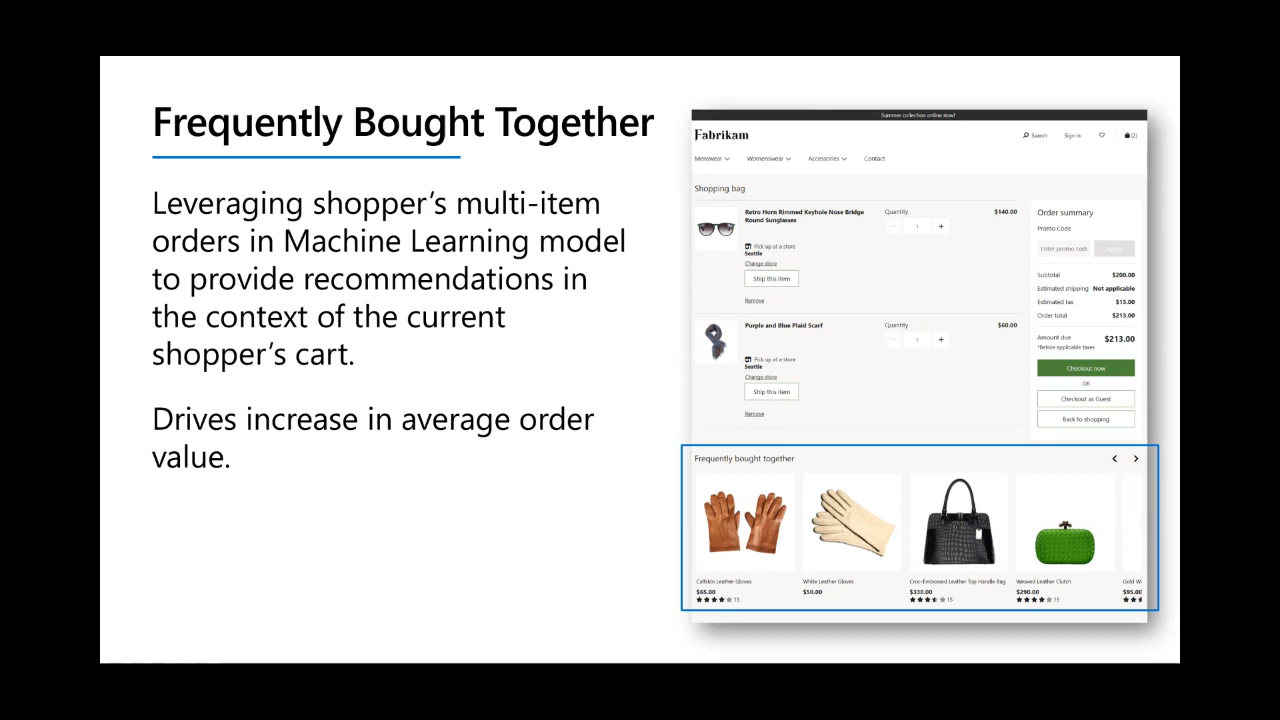 Frequently Bought Together
Leveraging shopper's multi-item
orders in Machine Learning model
to provide recommendations in
the context of the current
shopper's cart.
Drives increase in average order
value.
Summer collection online now!
Fabrikam
Search Sign in (2)
Menswear Womenswear Accessories Contact
Shopping bag
Retro Horn Rimmed Keyhole Nose Bridge
Round Sunglasses
Quantity
1 +
$140.00
Pick up at a store
Seattle
Change store
Ship this item
Remove
Purple and Blue Plaid Scarf
Quantity
1 +
$60.00
Pick up at a store
Seattle
Change store
Ship this item
Remove
Order summary
Promo Code
Enter promo code Apply
Subtotal $200.00
Estimated shipping Not applicable
Estimated tax $13.00
Order total $213.00
Amount due $213.00
*Before applicable taxes
Checkout now
OR
Checkout as Guest
Back to shopping
Frequently bought together
Calfskin Leather Gloves
$65.00
13
White Leather Gloves
$50.00
Croc-Embossed Leather Top Handle Bag
$330.00
15
Weaved Leather Clutch
$290.00
15
Gold W
$95.00